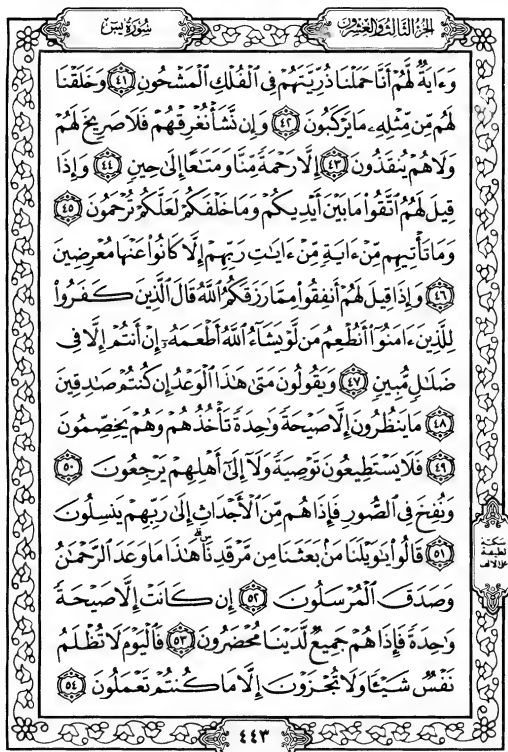 الجزء الثالث والعشرون
سورة يس
وَءَايَةٌ لَّهُمْ أَنَّا حَمَلْنَا ذُرِّيَّتَهُمْ فِى ٱلْفُلْكِ ٱلْمَشْحُونِ ٤١ وَخَلَقْنَا
لَهُم مِّن مِّثْلِهِۦ مَا يَرْكَبُونَ ٤٢ وَإِن نَّشَأْ نُغْرِقْهُمْ فَلَا صَرِيخَ لَهُمْ
وَلَا هُمْ يُنقَذُونَ ٤٣ إِلَّا رَحْمَةً مِّنَّا وَمَتَٰعًا إِلَىٰ حِينٍ ٤٤ وَإِذَا
قِيلَ لَهُمُ ٱتَّقُوا۟ مَا بَيْنَ أَيْدِيكُمْ وَمَا خَلْفَكُمْ لَعَلَّكُمْ تُرْحَمُونَ ٤٥
وَمَا تَأْتِيهِم مِّنْ ءَايَةٍ مِّنْ ءَايَٰتِ رَبِّهِمْ إِلَّا كَانُوا۟ عَنْهَا مُعْرِضِينَ
٤٦ وَإِذَا قِيلَ لَهُمْ أَنفِقُوا۟ مِمَّا رَزَقَكُمُ ٱللَّهُ قَالَ ٱلَّذِينَ كَفَرُوا۟
لِلَّذِينَ ءَامَنُوٓا۟ أَنُطْعِمُ مَن لَّوْ يَشَآءُ ٱللَّهُ أَطْعَمَهُۥٓ إِنْ أَنتُمْ إِلَّا فِى
ضَلَٰلٍ مُّبِينٍ ٤٧ وَيَقُولُونَ مَتَىٰ هَٰذَا ٱلْوَعْدُ إِن كُنتُمْ صَٰدِقِينَ
٤٨ مَا يَنظُرُونَ إِلَّا صَيْحَةً وَٰحِدَةً تَأْخُذُهُمْ وَهُمْ يَخِصِّمُونَ
٤٩ فَلَا يَسْتَطِيعُونَ تَوْصِيَةً وَلَآ إِلَىٰٓ أَهْلِهِمْ يَرْجِعُونَ ٥٠
وَنُفِخَ فِى ٱلصُّورِ فَإِذَا هُم مِّنَ ٱلْأَجْدَاثِ إِلَىٰ رَبِّهِمْ يَنسِلُونَ
٥١ قَالُوا۟ يَٰوَيْلَنَا مَنۢ بَعَثَنَا مِن مَّرْقَدِنَا ۜ ۗ هَٰذَا مَا وَعَدَ ٱلرَّحْمَٰنُ
وَصَدَقَ ٱلْمُرْسَلُونَ ٥٢ إِن كَانَتْ إِلَّا صَيْحَةً
وَٰحِدَةً فَإِذَا هُمْ جَمِيعٌ لَّدَيْنَا مُحْضَرُونَ ٥٣ فَٱلْيَوْمَ لَا تُظْلَمُ
نَفْسٌ شَيْـًٔا وَلَا تُجْزَوْنَ إِلَّا مَا كُنتُمْ تَعْمَلُونَ ٥٤
سكتة
لطيفة
على الألف
٤٤٣